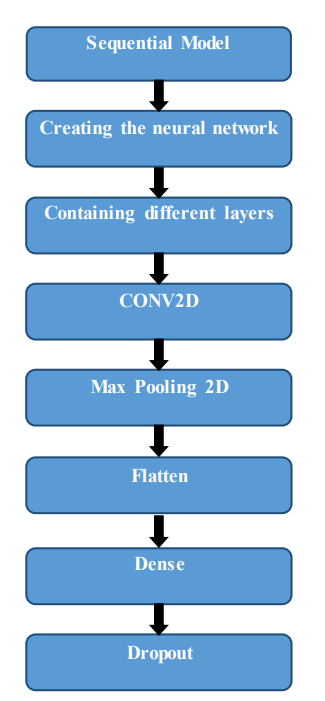 Sequential Model
Creating the neural network
Containing different layers
CONV2D
Max Pooling 2D
Flatten
Dense
Dropout